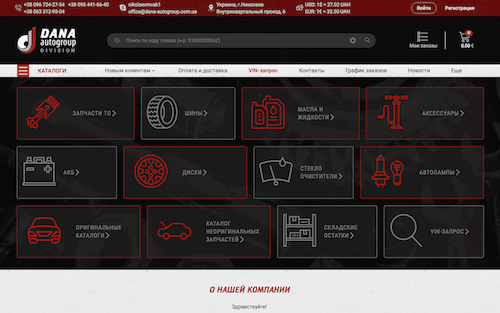 +38 096 724-27-54 +38 095 441-66-40
+38 063 312-95-04
nikolaevmvok1
office@dana-autogroup.com.ua
Украина, г.Николаев
Внутриквартальный проезд, 6
USD: 1$ = 27.02 UAH
EUR: 1€ = 33.50 UAH
Войти
Регистрация
DANA
autogroup
DIVISION
Поиск по коду товара
Мои заказы
0
0.00 €
КАТАЛОГИ
Новым клиентам
Оплата и доставка
VIN-запрос
Контакты
График заказов
Новости
Еще
ЗАПЧАСТИ ТО
ШИНЫ
МАСЛА И
ЖИДКОСТИ
АКСЕССУАРЫ
АКБ
ДИСКИ
СТЕКЛО
ОЧИСТИТЕЛИ
АВТОЛАМПЫ
ОРИГИНАЛЬНЫЕ
КАТАЛОГИ
КАТАЛОГ
НЕОРИГИНАЛЬНЫХ
ЗАПЧАСТЕЙ
СКЛАДСКИЕ
ОСТАТКИ
VIN-ЗАПРОС
О НАШЕЙ КОМПАНИИ
Здравствуйте!